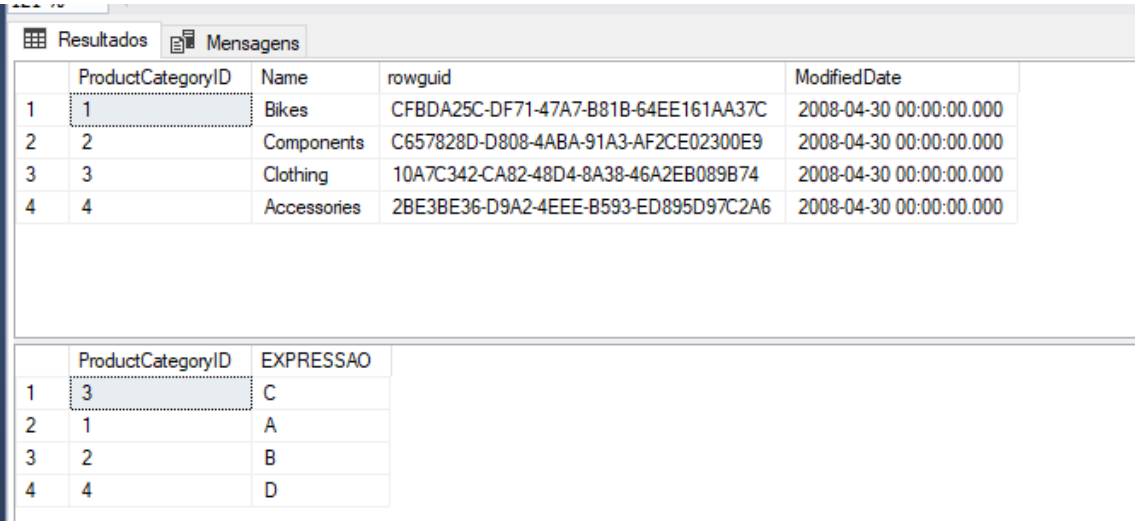 Resultados Mensagens
ProductCategoryID Name rowguid ModifiedDate
1 1 Bikes CFBDA25C-DF71-47A7-B81B-64EE161AA37C 2008-04-30 00:00:00.000
2 2 Components C657828D-D808-4ABA-91A3-AF2CE02300E9 2008-04-30 00:00:00.000
3 3 Clothing 10A7C342-CA82-48D4-8A38-46A2EB089B74 2008-04-30 00:00:00.000
4 4 Accessories 2BE3BE36-D9A2-4EEE-B593-ED895D97C2A6 2008-04-30 00:00:00.000
ProductCategoryID EXPRESSAO
1 3 C
2 1 A
3 2 B
4 4 D